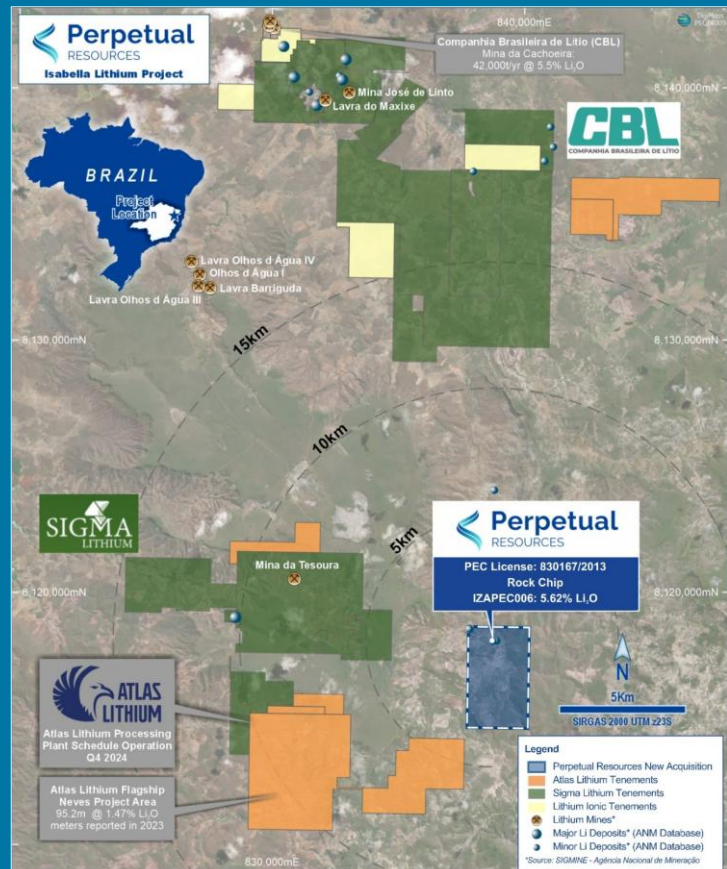 Perpetual
RESOURCES
Isabella Lithium Project
840,000mE
Companhia Brasileira de Lítio (CBL)
Mina da Cachoeira:
42,000t/yr @ 5.5% Li₂O
8,140,000mN
Mina José de Linto
Lavra do Maxixe
CBL
COMPANHIA BRASILEIRA DE LÍTIO
BRAZIL
Project
Location
Lavra Olhos d Água IV
Olhos d Água I
Lavra Olhos d Água III
Lavra Barriguda
8,130,000mN
8,130,000mN
15km
10km
5km
SIGMA
LITHIUM
Perpetual
RESOURCES
PEC License: 830167/2013
Rock Chip
IZAPEC006: 5.62% Li₂O
Mina da Tesoura
8,120,000mN
8,120,000mN
ATLAS
LITHIUM
Atlas Lithium Processing
Plant Schedule Operation
Q4 2024
N
5Km
SIRGAS 2000 UTM z23S
Atlas Lithium Flagship
Neves Project Area
95.2m @ 1.47% Li₂O
meters reported in 2023
830,000mE
Legend
Perpetual Resources New Acquisition
Atlas Lithium Tenements
Sigma Lithium Tenements
Lithium Ionic Tenements
Lithium Mines*
Major Li Deposits* (ANM Database)
Minor Li Deposits* (ANM Database)
*Source: SIGMINE - Agência Nacional de Mineração